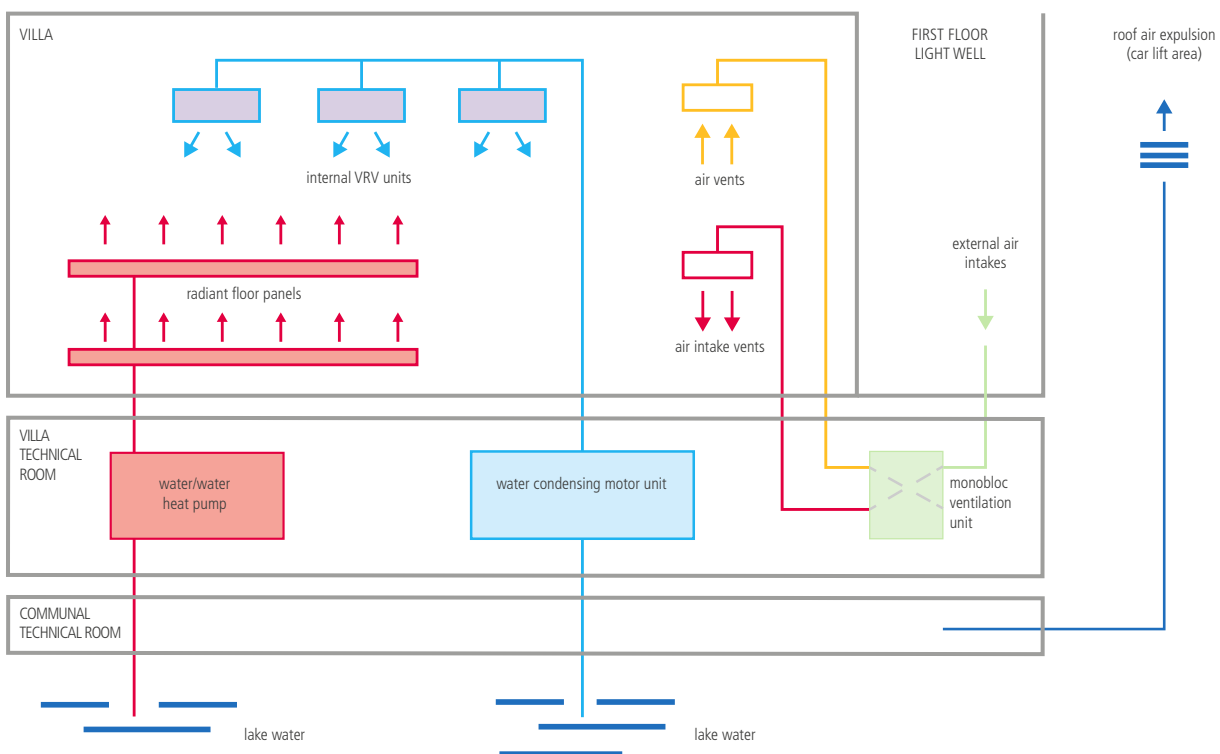 VILLA
FIRST FLOOR
LIGHT WELL
roof air expulsion
(car lift area)
internal VRV units
air vents
external air
intakes
radiant floor panels
air intake vents
VILLA
TECHNICAL
ROOM
water/water
heat pump
water condensing motor unit
monobloc
ventilation
unit
COMMUNAL
TECHNICAL ROOM
lake water
lake water